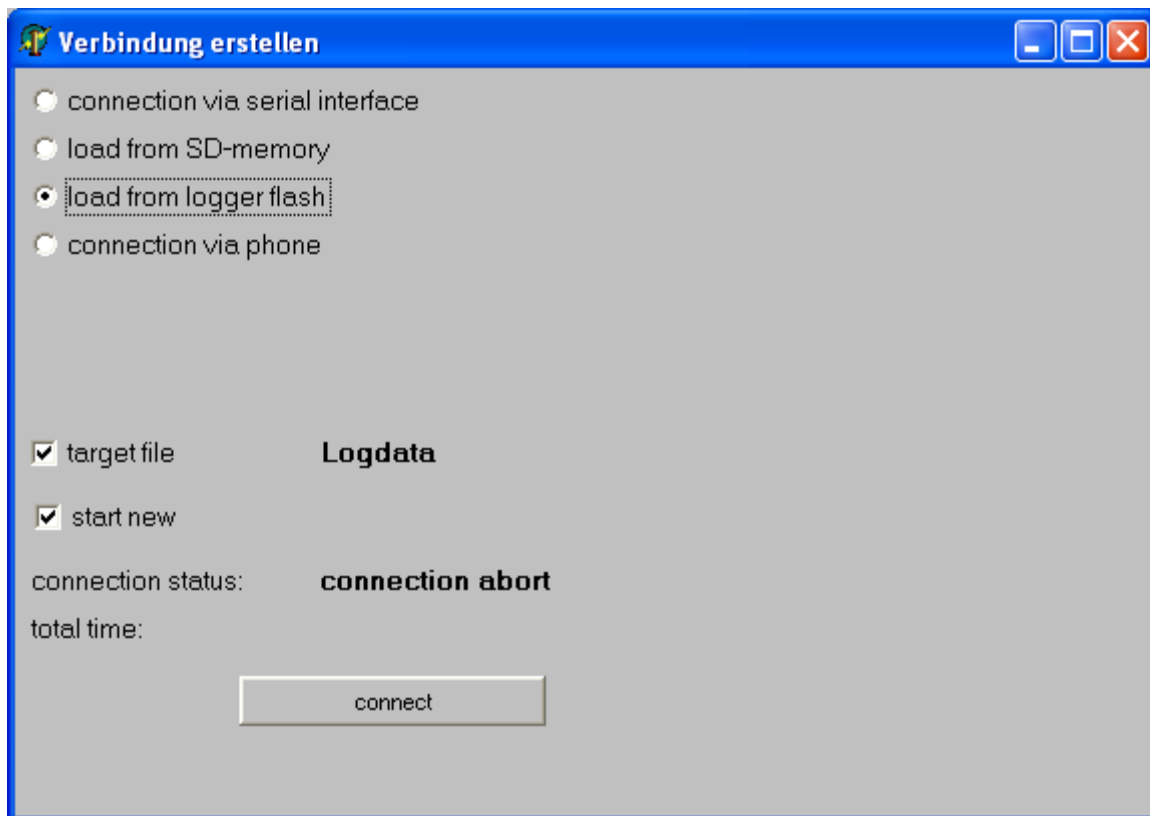 Verbindung erstellen
connection via serial interface
load from SD-memory
load from logger flash
connection via phone
target file Logdata
start new
connection status: connection abort
total time:
connect